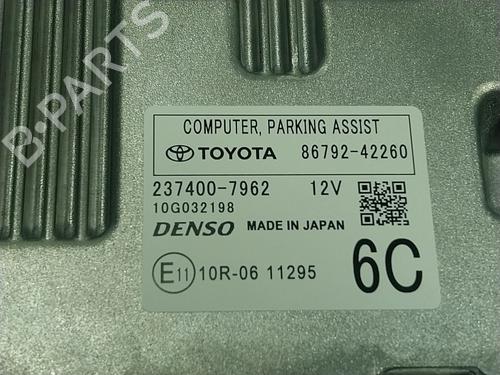 B-PARTS
COMPUTER, PARKING ASSIST
TOYOTA 86792-42260
237400-7962 12V
10G032198
DENSO MADE IN JAPAN
E11 10R-06 11295 6C